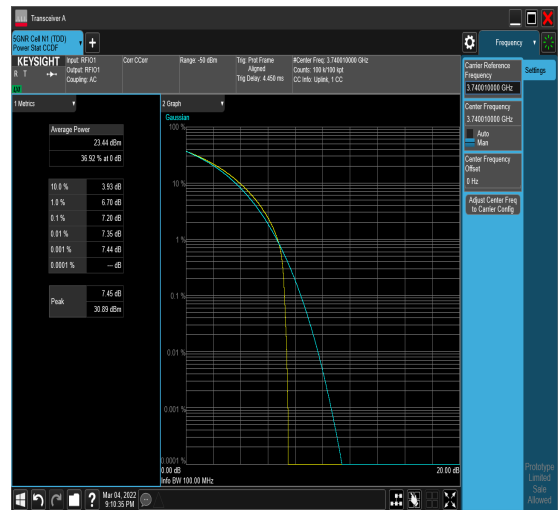 Transceiver A
5GNR Cell N1 (TDD)
Power Stat CCDF
Frequency
KEYSIGHT
R T
Input: RFIO1
Output: RFIO1
Coupling: AC
Corr CCorr
Range: -50 dBm
Trig: Prot Frame
Aligned
Trig Delay: 4.450 ms
#Center Freq: 3.740010000 GHz
Counts: 100 k/100 kpt
CC Info: Uplink, 1 CC
1 Metrics
Average Power
23.44 dBm
36.92 % at 0 dB
10.0 % 3.93 dB
1.0 % 6.70 dB
0.1 % 7.20 dB
0.01 % 7.35 dB
0.001 % 7.44 dB
0.0001 % --- dB
Peak
7.45 dB
30.89 dBm
2 Graph
Gaussian
100 %
10 %
1 %
0.1 %
0.01 %
0.001 %
0.0001 %
0.00 dB
20.00 dB
Info BW 100.00 MHz
Carrier Reference
Frequency
3.740010000 GHz
Settings
Center Frequency
3.740010000 GHz
Auto
Man
Center Frequency
Offset
0 Hz
Adjust Center Freq
to Carrier Config
Prototype
Limited
Sale
Allowed
Mar 04, 2022
9:10:35 PM